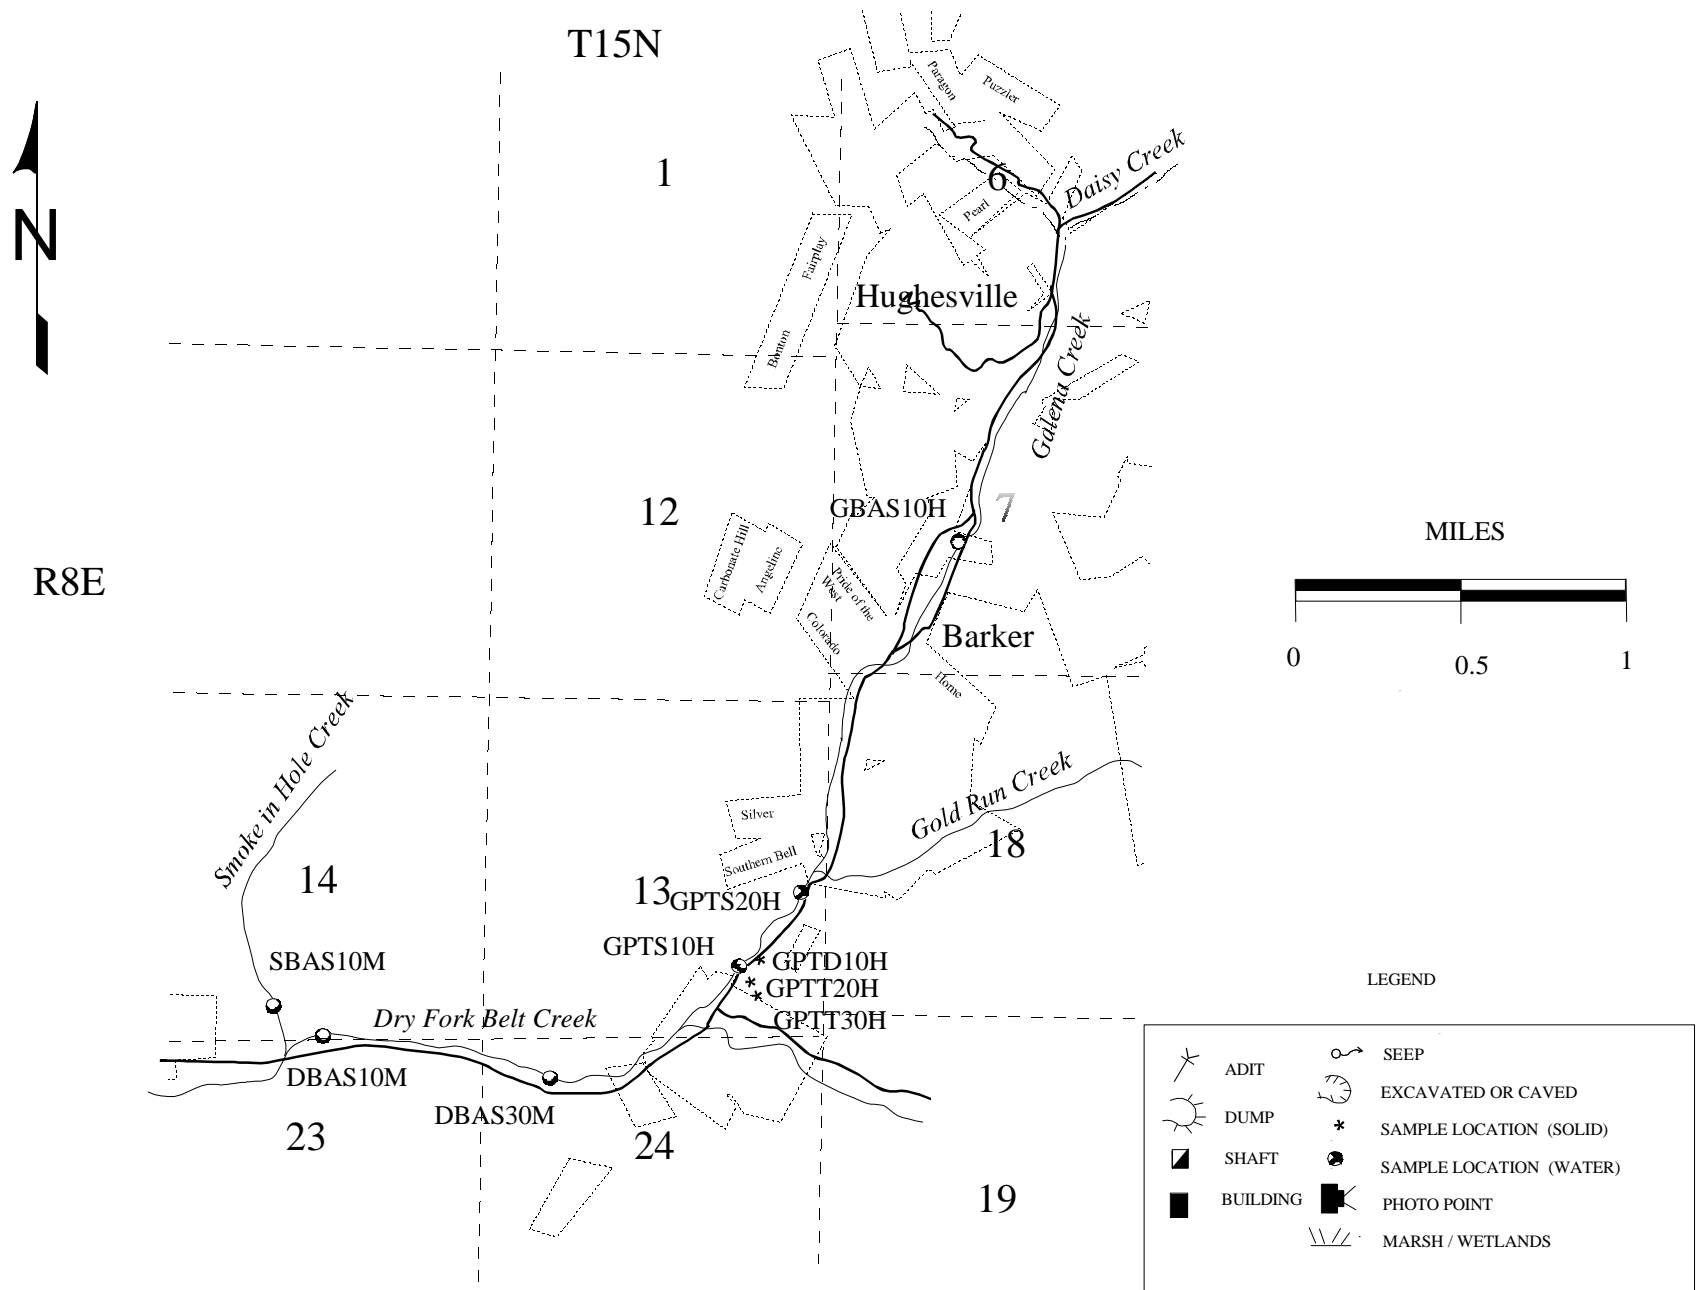 T15N
N
R8E
1
6
Paragon
Puzzler
Daisy Creek
Pearl
Fairplay
Benton
Hughesville
Galena Creek
12
GBAS10H
7
Carbonate Hill
Angeline
Pride of the
West
Colorado
Barker
Home
MILES
0
0.5
1
Smoke in Hole Creek
14
Silver
Southern Bell
Gold Run Creek
18
13
GPTS20H
GPTS10H
GPTD10H
GPTT20H
GPTT30H
SBAS10M
Dry Fork Belt Creek
DBAS10M
DBAS30M
23
24
19
LEGEND
ADIT
DUMP
SHAFT
BUILDING
SEEP
EXCAVATED OR CAVED
SAMPLE LOCATION (SOLID)
SAMPLE LOCATION (WATER)
PHOTO POINT
MARSH / WETLANDS